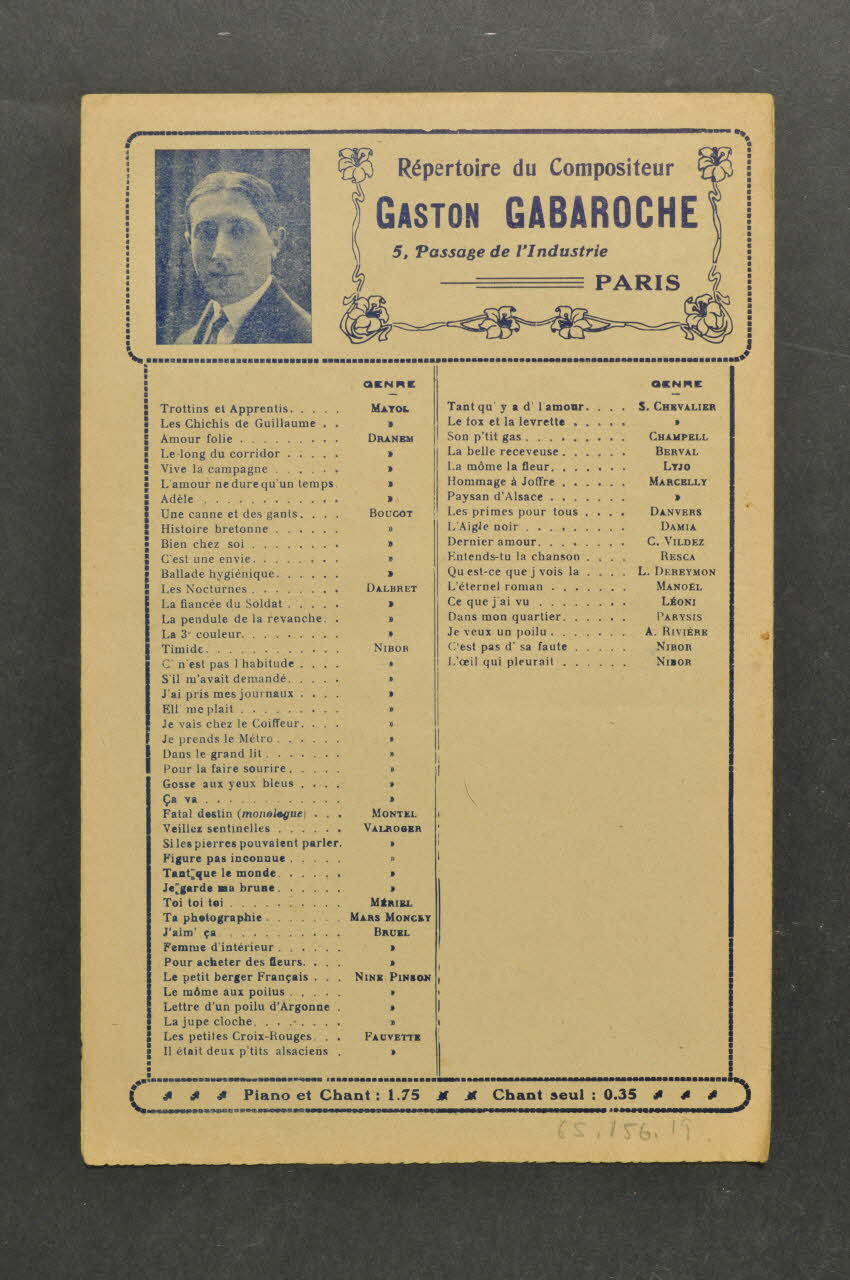 Répertoire du Compositeur
GASTON GABAROCHE
5, Passage de l'Industrie
PARIS
GENRE
Trottins et Apprentis. . . . . MAYOL
Les Chichis de Guillaume . . »
Amour folie . . . . . . . . . DRANEM
Le long du corridor . . . . . »
Vive la campagne . . . . . . »
L'amour ne dure qu'un temps. »
Adèle . . . . . . . . . . . . »
Une canne et des gants. . . . BOUCOT
Histoire bretonne . . . . . . »
Bien chez soi . . . . . . . . »
C'est une envie. . . . . . . . »
Ballade hygiénique. . . . . . »
Les Nocturnes . . . . . . . . DALBRET
La fiancée du Soldat . . . . . »
La pendule de la revanche. . »
La 3e couleur. . . . . . . . . »
Timide. . . . . . . . . . . . NIBOR
C' n'est pas l'habitude . . . . »
S'il m'avait demandé. . . . . »
J'ai pris mes journaux . . . . »
Ell' me plait . . . . . . . . . »
Je vais chez le Coiffeur. . . . »
Je prends le Métro . . . . . . »
Dans le grand lit . . . . . . . »
Pour la faire sourire. . . . . »
Gosse aux yeux bleus . . . . »
Ça va . . . . . . . . . . . . »
Fatal destin (monologue) . . . MONTEL
Veillez sentinelles . . . . . . VALROGER
Si les pierres pouvaient parler. »
Figure pas inconnue . . . . . »
Tant que le monde. . . . . . »
Je garde ma brune. . . . . . »
Toi toi toi . . . . . . . . . . MÉRIEL
Ta photographie . . . . . . . MARS MONCEY
J'aim' ça . . . . . . . . . . . BRUEL
Femme d'intérieur . . . . . . »
Pour acheter des fleurs. . . . »
Le petit berger Français . . . NINE PINSON
Le môme aux poilus . . . . . »
Lettre d'un poilu d'Argonne . »
La jupe cloche. . . . . . . . »
Les petites Croix-Rouges. . . FAUVETTE
Il était deux p'tits alsaciens . »
GENRE
Tant qu' y a d' l'amour. . . . S. CHEVALIER
Le fox et la levrette . . . . . »
Son p'tit gas . . . . . . . . . CHAMPELL
La belle receveuse . . . . . . BERVAL
La môme la fleur. . . . . . . LYJO
Hommage à Joffre . . . . . . MARCELLY
Paysan d'Alsace . . . . . . . »
Les primes pour tous . . . . DANVERS
L'Aigle noir . . . . . . . . . DAMIA
Dernier amour. . . . . . . . C. VILDEZ
Entends-tu la chanson . . . . RESCA
Qu'est-ce que j'vois la . . . . L. DEREYMON
L'éternel roman . . . . . . . MANOËL
Ce que j'ai vu . . . . . . . . LÉONI
Dans mon quartier. . . . . . PARYSIS
Je veux un poilu . . . . . . . A. RIVIÈRE
C'est pas d' sa faute . . . . . NIBOR
L'œil qui pleurait . . . . . . NIBOR
Piano et Chant : 1.75 Chant seul : 0.35
65.156.19.